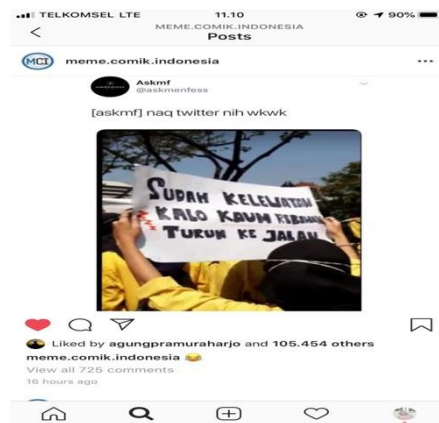 TELKOMSEL LTE 11.10 90%
MEME.COMIK.INDONESIA
Posts
MCI meme.comik.indonesia
Askmf
@askmenfess
[askmf] naq twitter nih wkwk
SUDAH KELEWATAN
KALO KAUM REBAHAN
TURUN KE JALAN
Liked by agungpramuraharjo and 105.454 others
meme.comik.indonesia 😂
View all 725 comments
16 hours ago